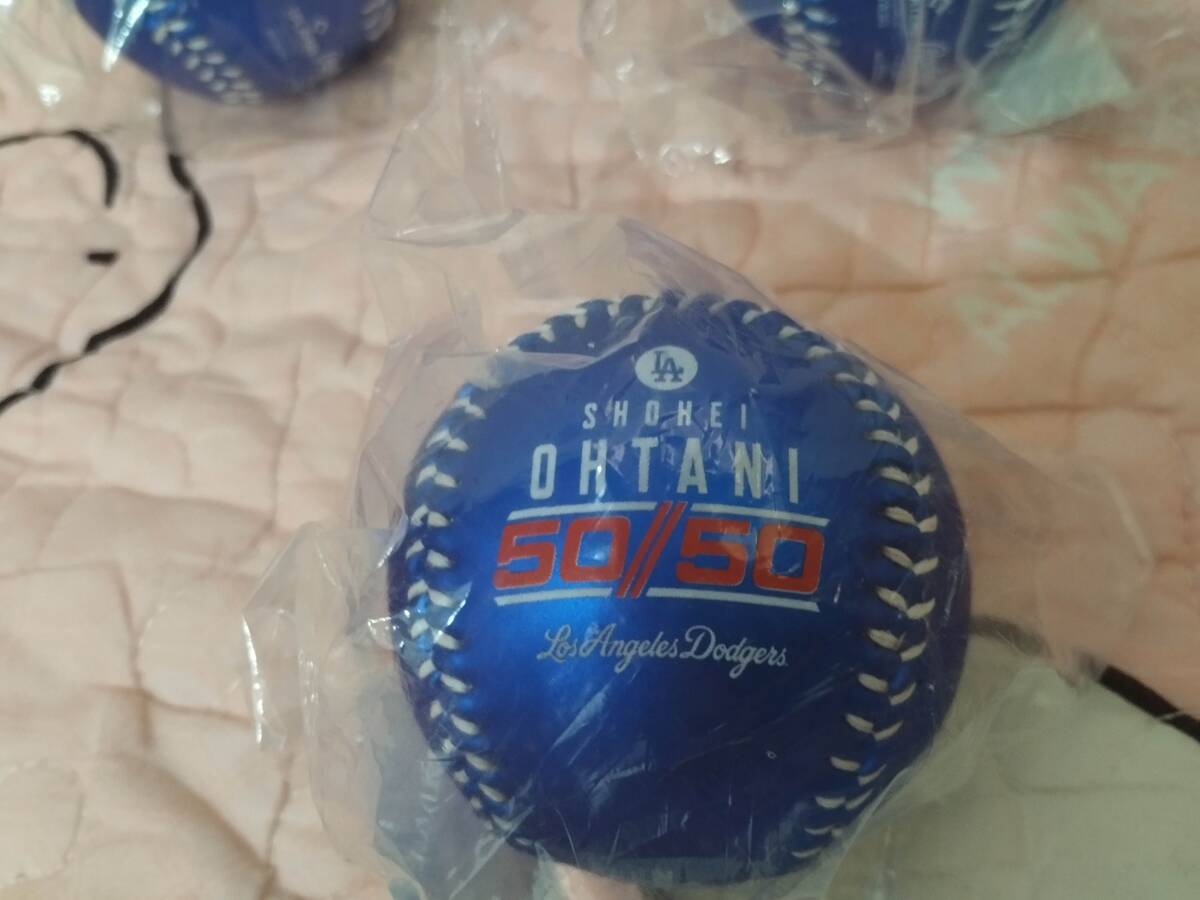 LA
SHOHEI
OHTANI
50//50
Los Angeles Dodgers